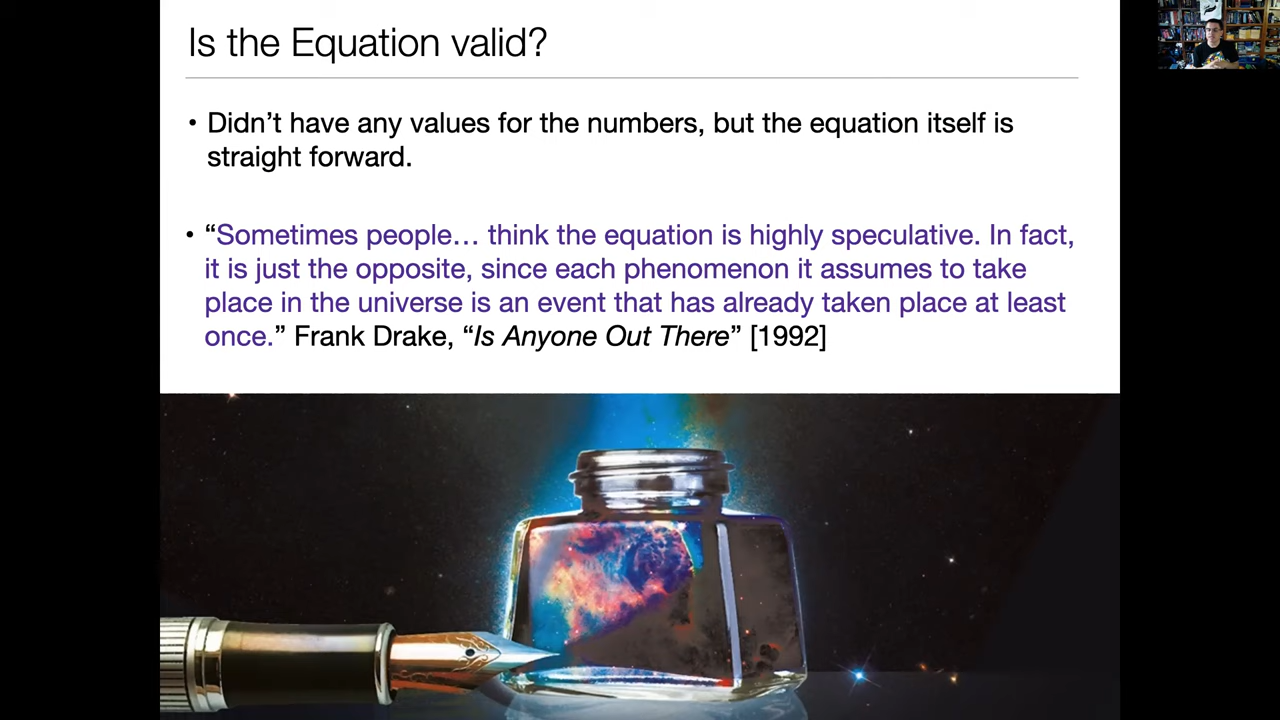 Is the Equation valid?
• Didn’t have any values for the numbers, but the equation itself is
straight forward.
• “Sometimes people… think the equation is highly speculative. In fact,
it is just the opposite, since each phenomenon it assumes to take
place in the universe is an event that has already taken place at least
once.” Frank Drake, “Is Anyone Out There” [1992]